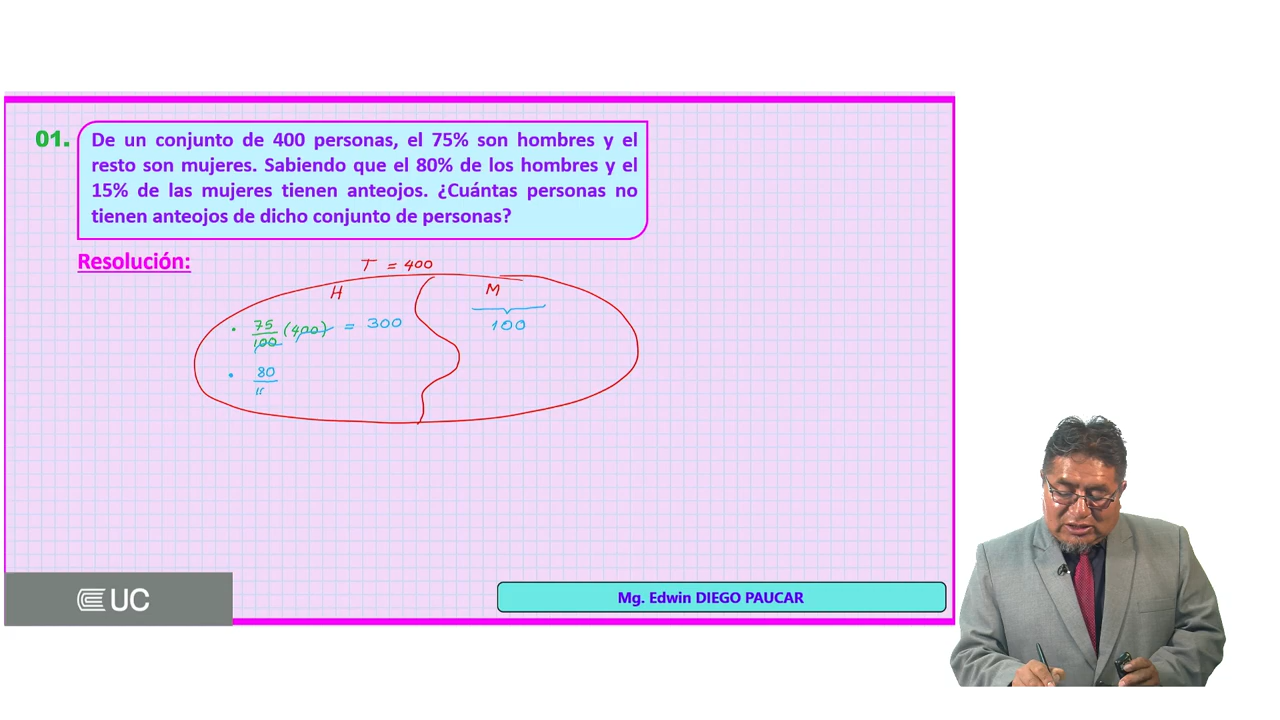 01.
De un conjunto de 400 personas, el 75% son hombres y el
resto son mujeres. Sabiendo que el 80% de los hombres y el
15% de las mujeres tienen anteojos. ¿Cuántas personas no
tienen anteojos de dicho conjunto de personas?
Resolución:
T = 400
H
M
• 75/100 (400) = 300
100
• 80
UC
Mg. Edwin DIEGO PAUCAR